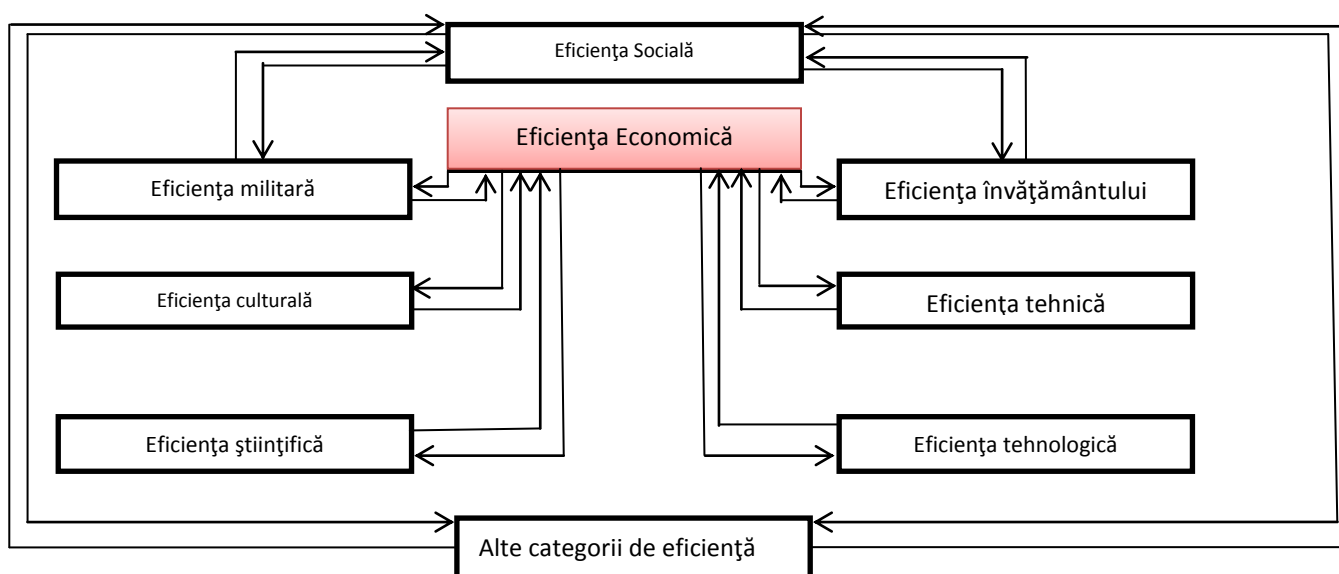 Eficienţa Socială
Eficienţa Economică
Eficienţa militară
Eficienţa învăţământului
Eficienţa culturală
Eficienţa tehnică
Eficienţa ştiinţifică
Eficienţa tehnologică
Alte categorii de eficienţă